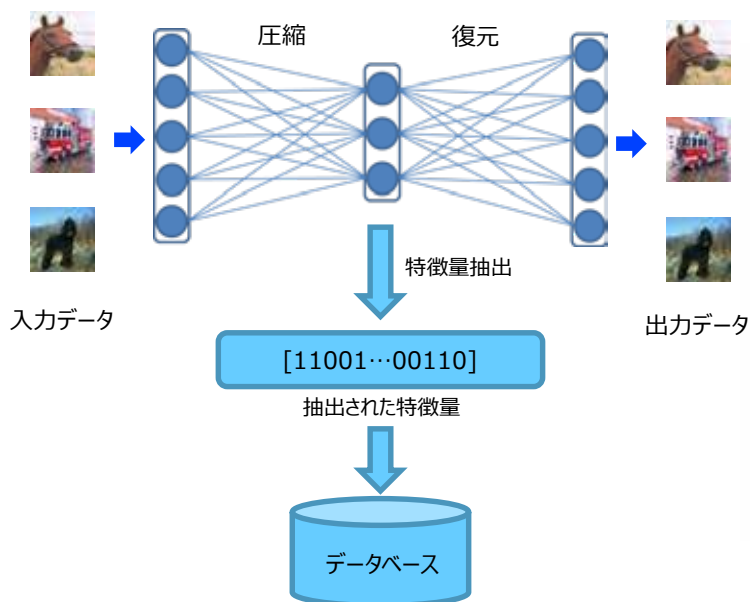 圧縮
復元
特徴量抽出
入力データ
出力データ
[11001…00110]
抽出された特徴量
データベース